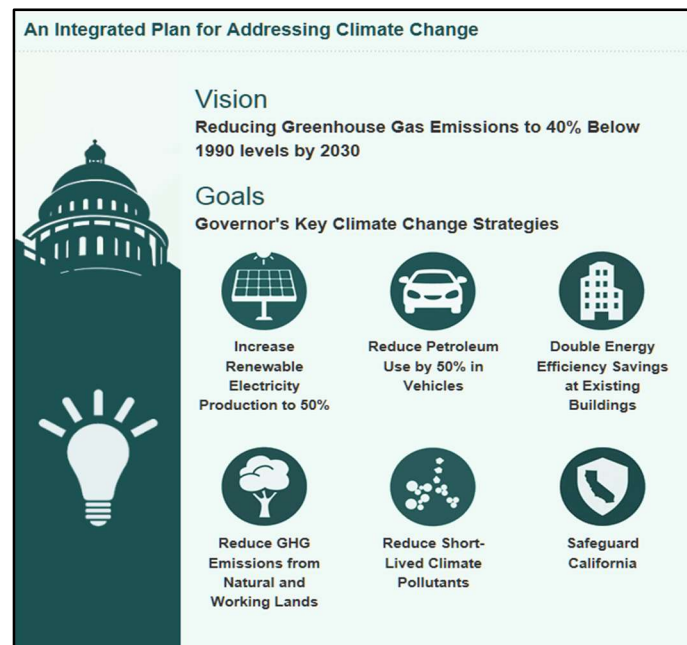 An Integrated Plan for Addressing Climate Change
Vision
Reducing Greenhouse Gas Emissions to 40% Below
1990 levels by 2030
Goals
Governor's Key Climate Change Strategies
Increase
Renewable
Electricity
Production to 50%
Reduce Petroleum
Use by 50% in
Vehicles
Double Energy
Efficiency Savings
at Existing
Buildings
Reduce GHG
Emissions from
Natural and
Working Lands
Reduce Short-
Lived Climate
Pollutants
Safeguard
California